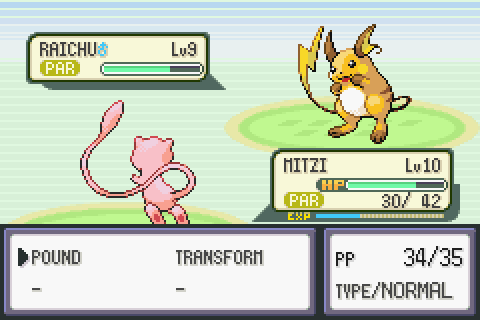 RAICHU♂ Lv9
PAR
MITZI Lv10
HP
PAR 30/ 42
EXP
▶POUND TRANSFORM PP 34/35
- - TYPE/NORMAL